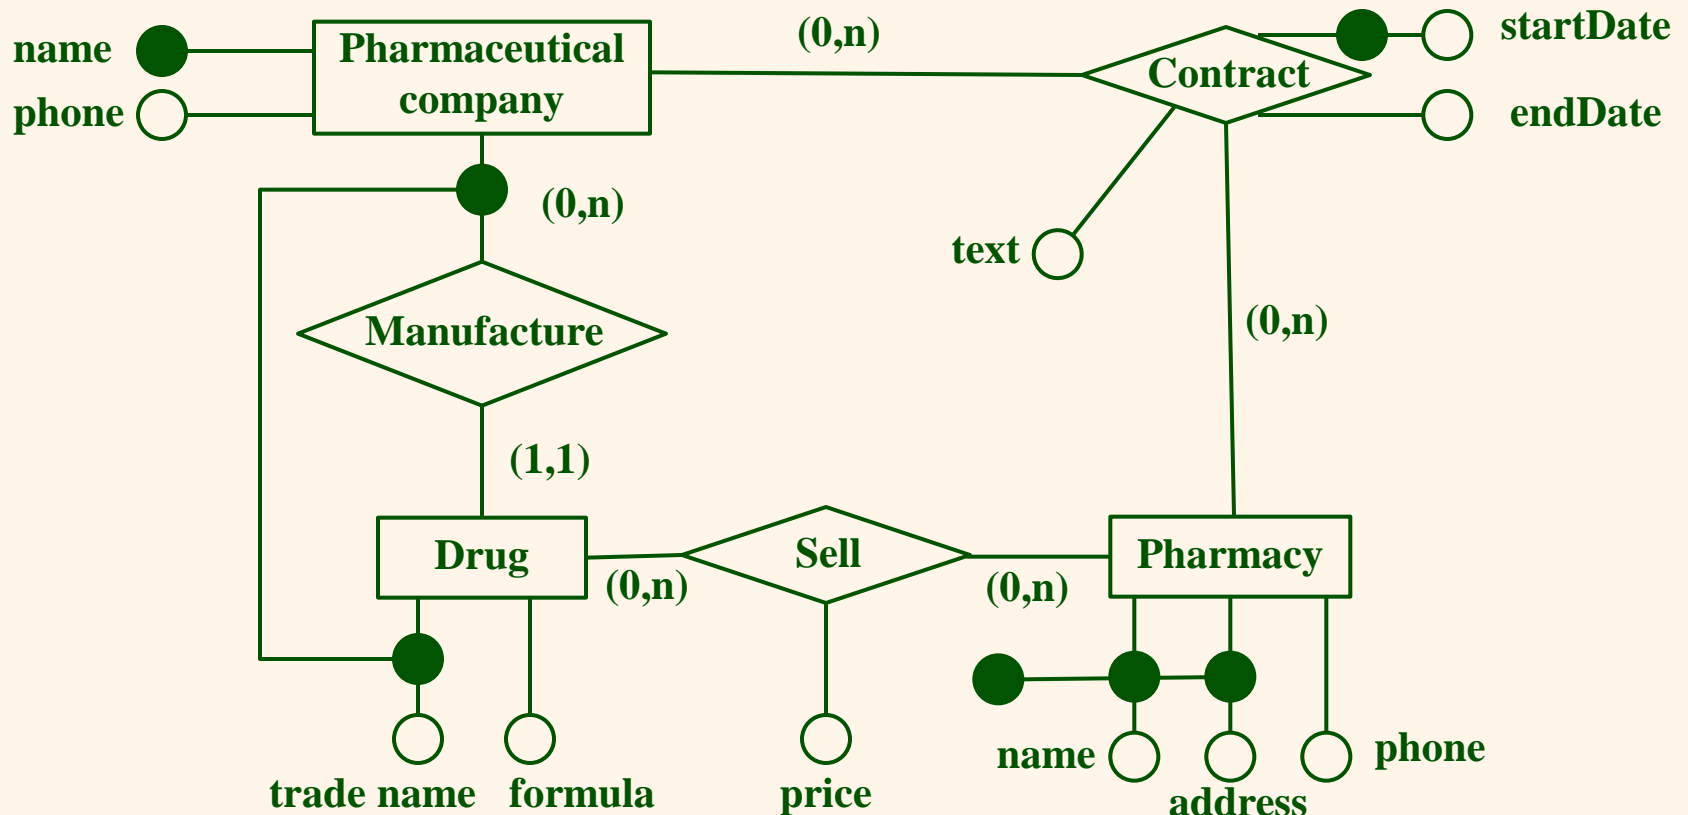 name
Pharmaceutical
company
phone
(0,n)
Contract
startDate
endDate
(0,n)
text
Manufacture
(0,n)
(1,1)
Drug
(0,n)
Sell
(0,n)
Pharmacy
trade name
formula
price
name
address
phone